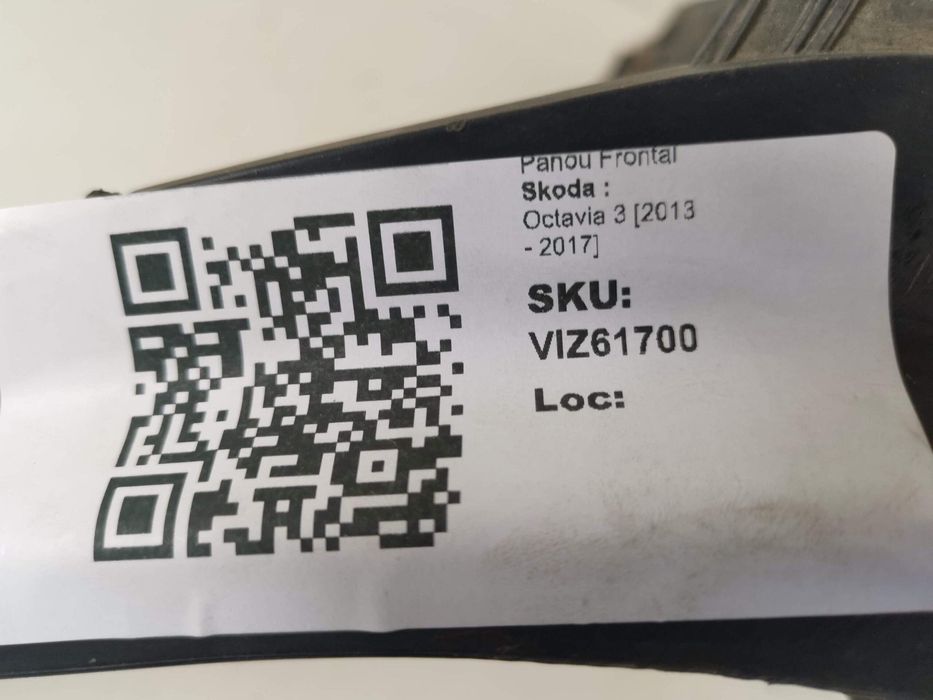 Panou Frontal
Skoda :
Octavia 3 [2013
- 2017]
SKU:
VIZ61700
Loc: